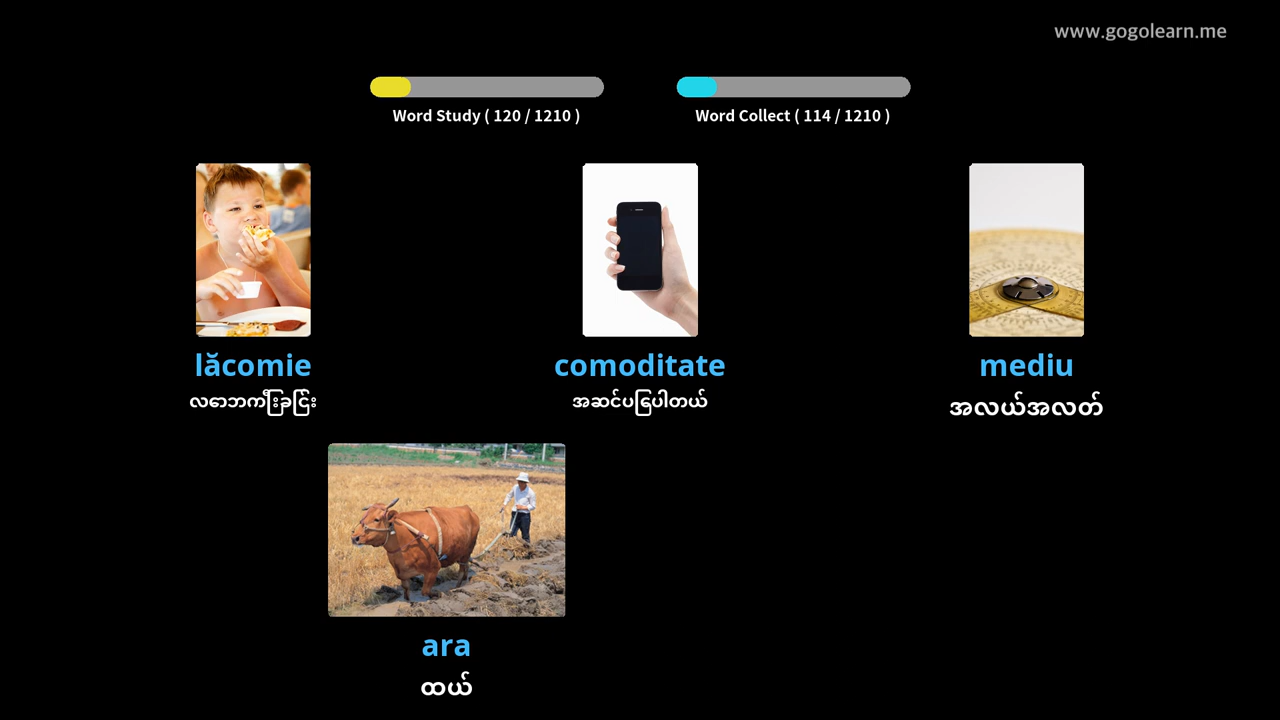 www.gogolearn.me
Word Study ( 120 / 1210 )
Word Collect ( 114 / 1210 )
lăcomie
comoditate
mediu
လောဘကြီးခြင်း
အဆင်ပြေပါတယ်
အလယ်အလတ်
ara
ထယ်